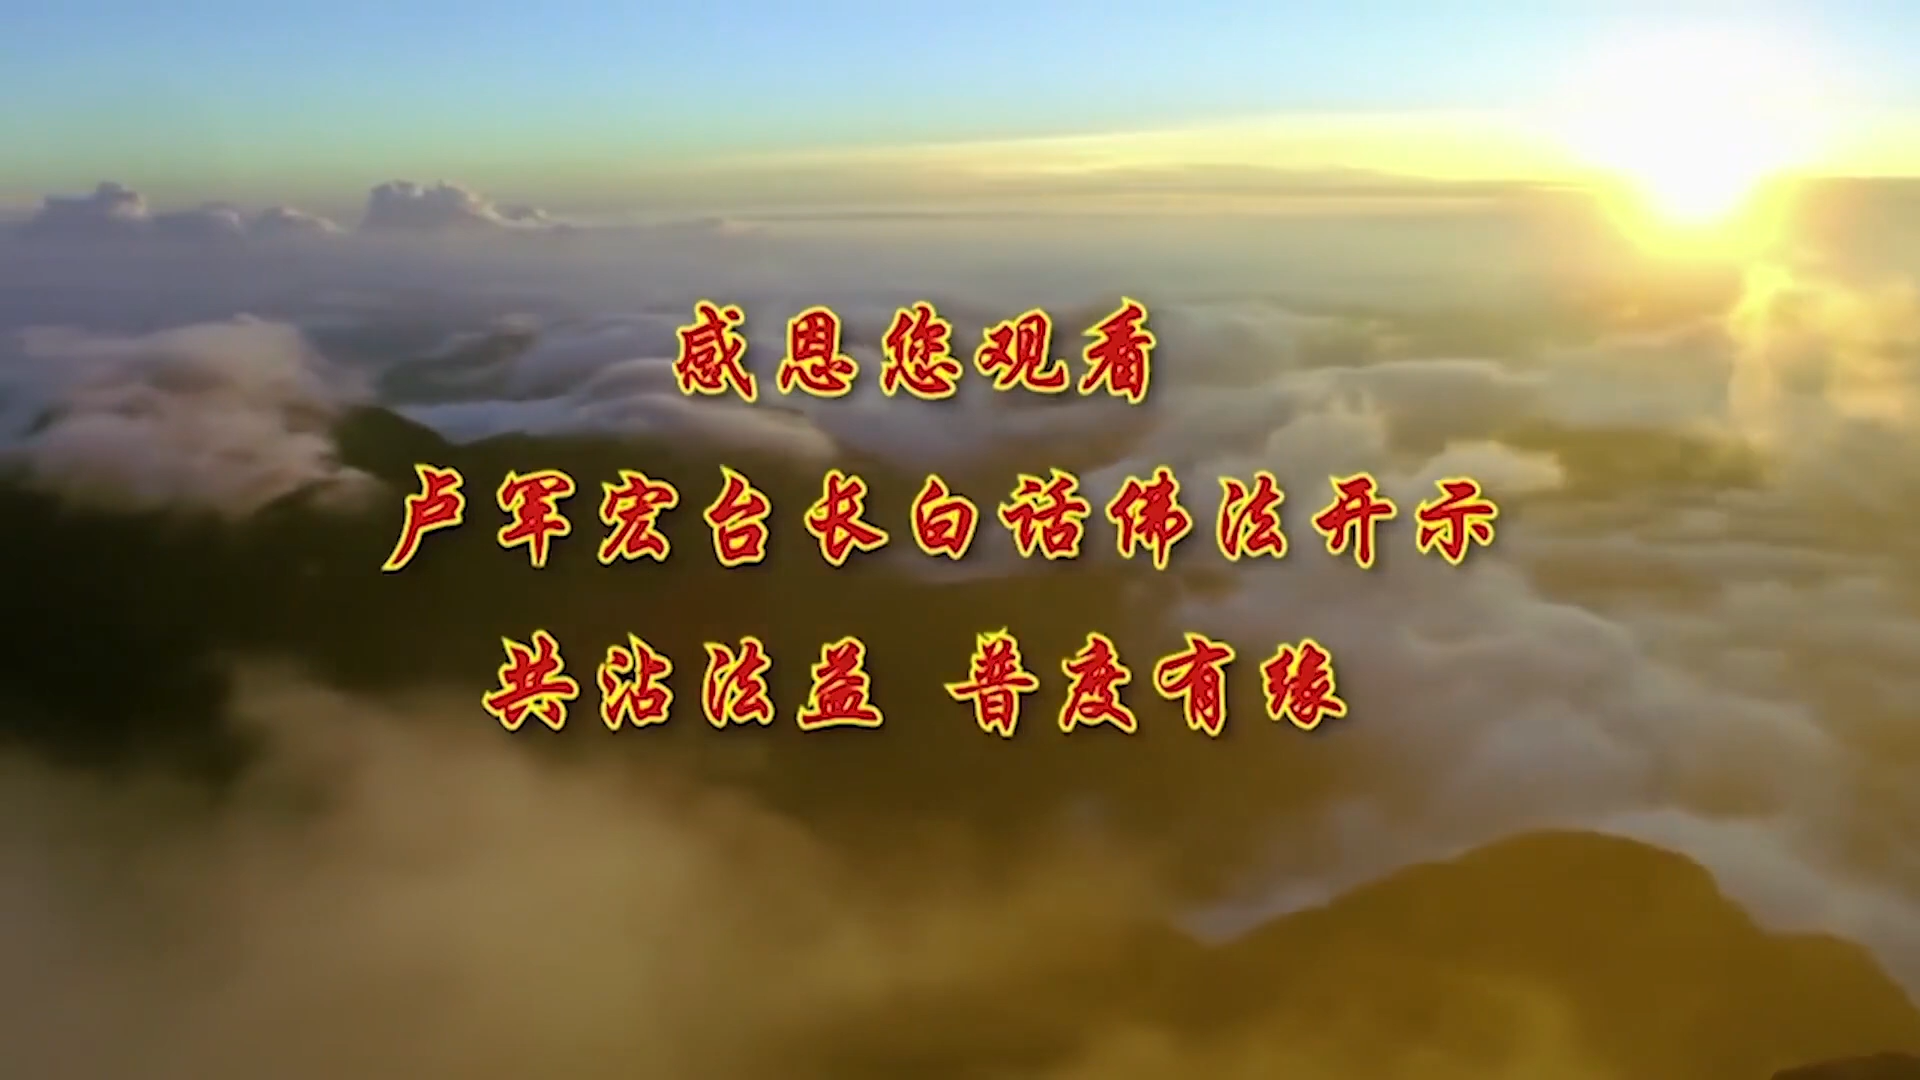 感恩您观看
卢军宏台长白话佛法开示
共沾法益 普度有缘